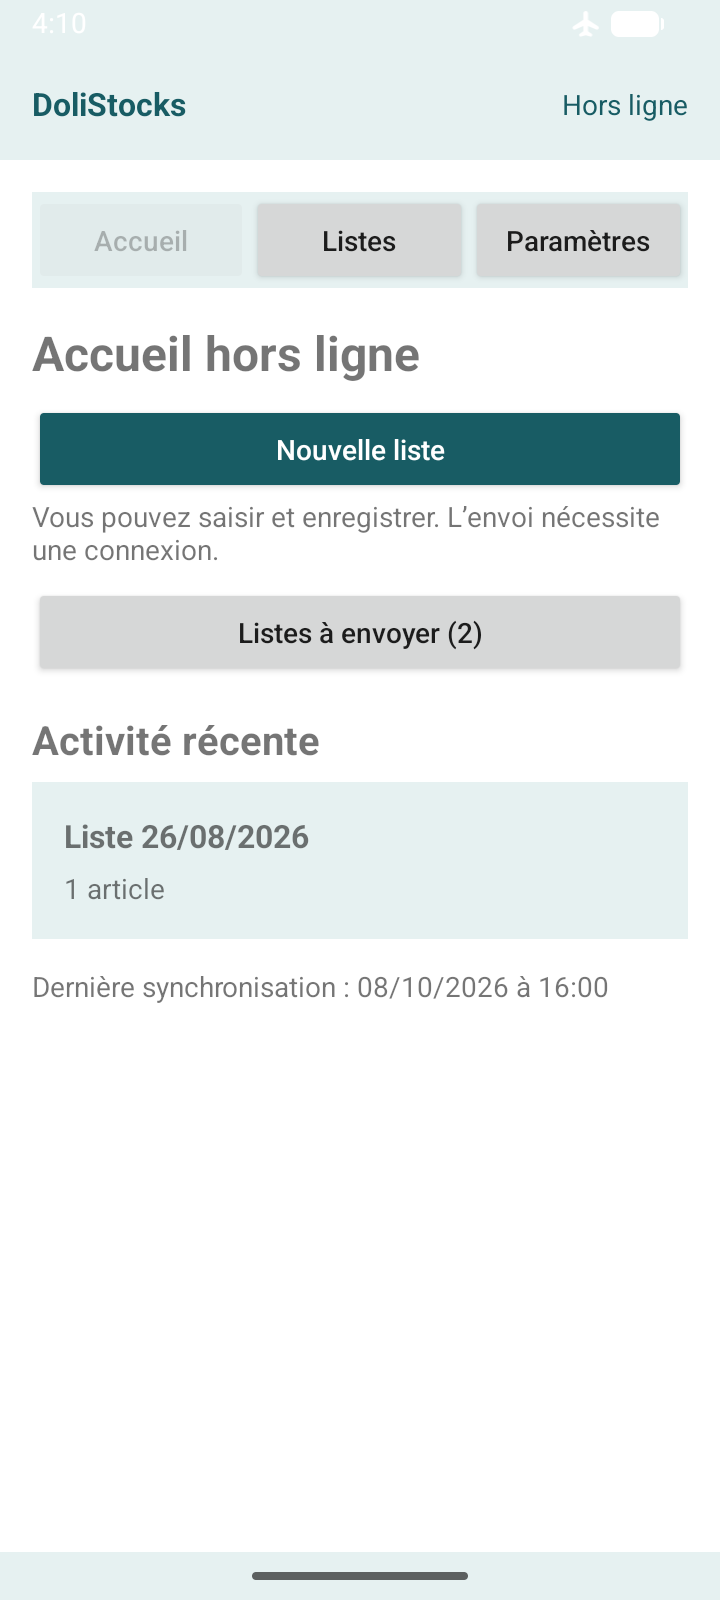 4:10
DoliStocks
Hors ligne
Accueil
Listes
Paramètres
Accueil hors ligne
Nouvelle liste
Vous pouvez saisir et enregistrer. L’envoi nécessite
une connexion.
Listes à envoyer (2)
Activité récente
Liste 26/08/2026
1 article
Dernière synchronisation : 08/10/2026 à 16:00